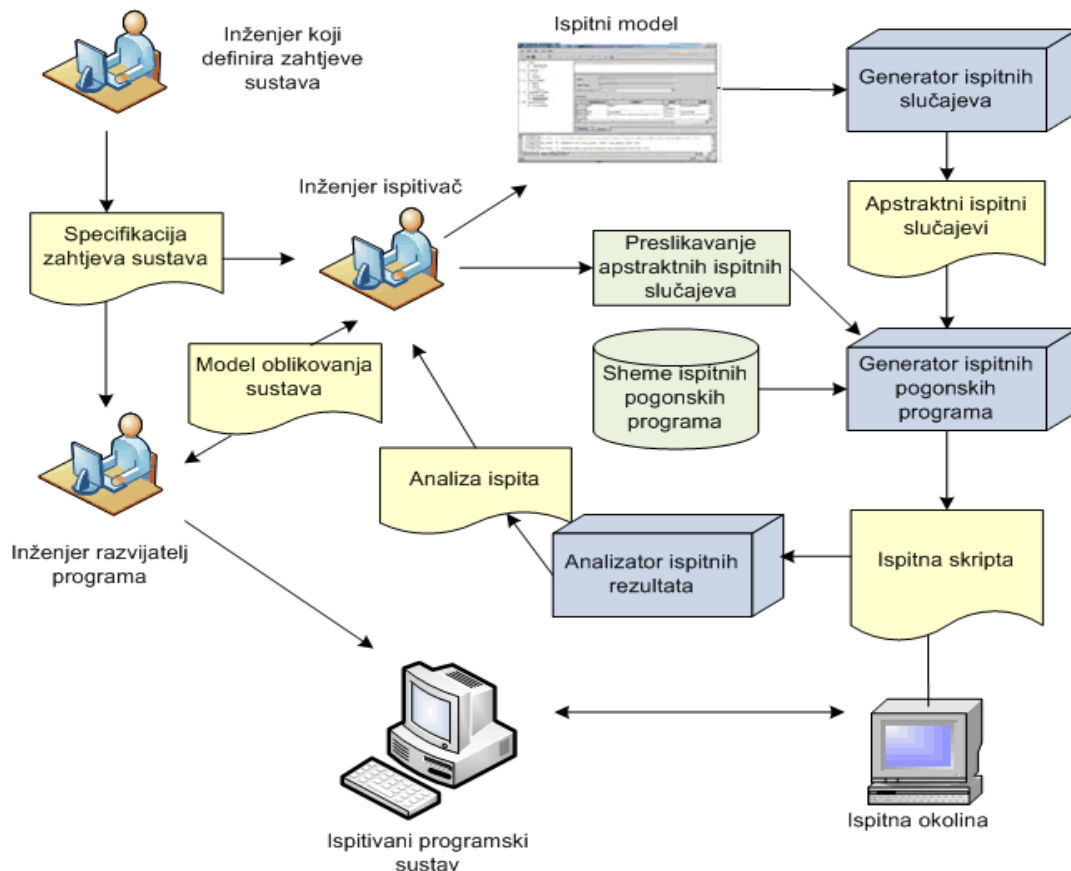 Inženjer koji
definira zahtjeve
sustava
Ispitni model
Generator ispitnih
slučajeva
Inženjer ispitivač
Specifikacija
zahtjeva sustava
Apstraktni ispitni
slučajevi
Preslikavanje
apstraktnih ispitnih
slučajeva
Model oblikovanja
sustava
Sheme ispitnih
pogonskih
programa
Generator ispitnih
pogonskih
programa
Analiza ispita
Inženjer razvijatelj
programa
Analizator ispitnih
rezultata
Ispitna skripta
Ispitivani programski
sustav
Ispitna okolina